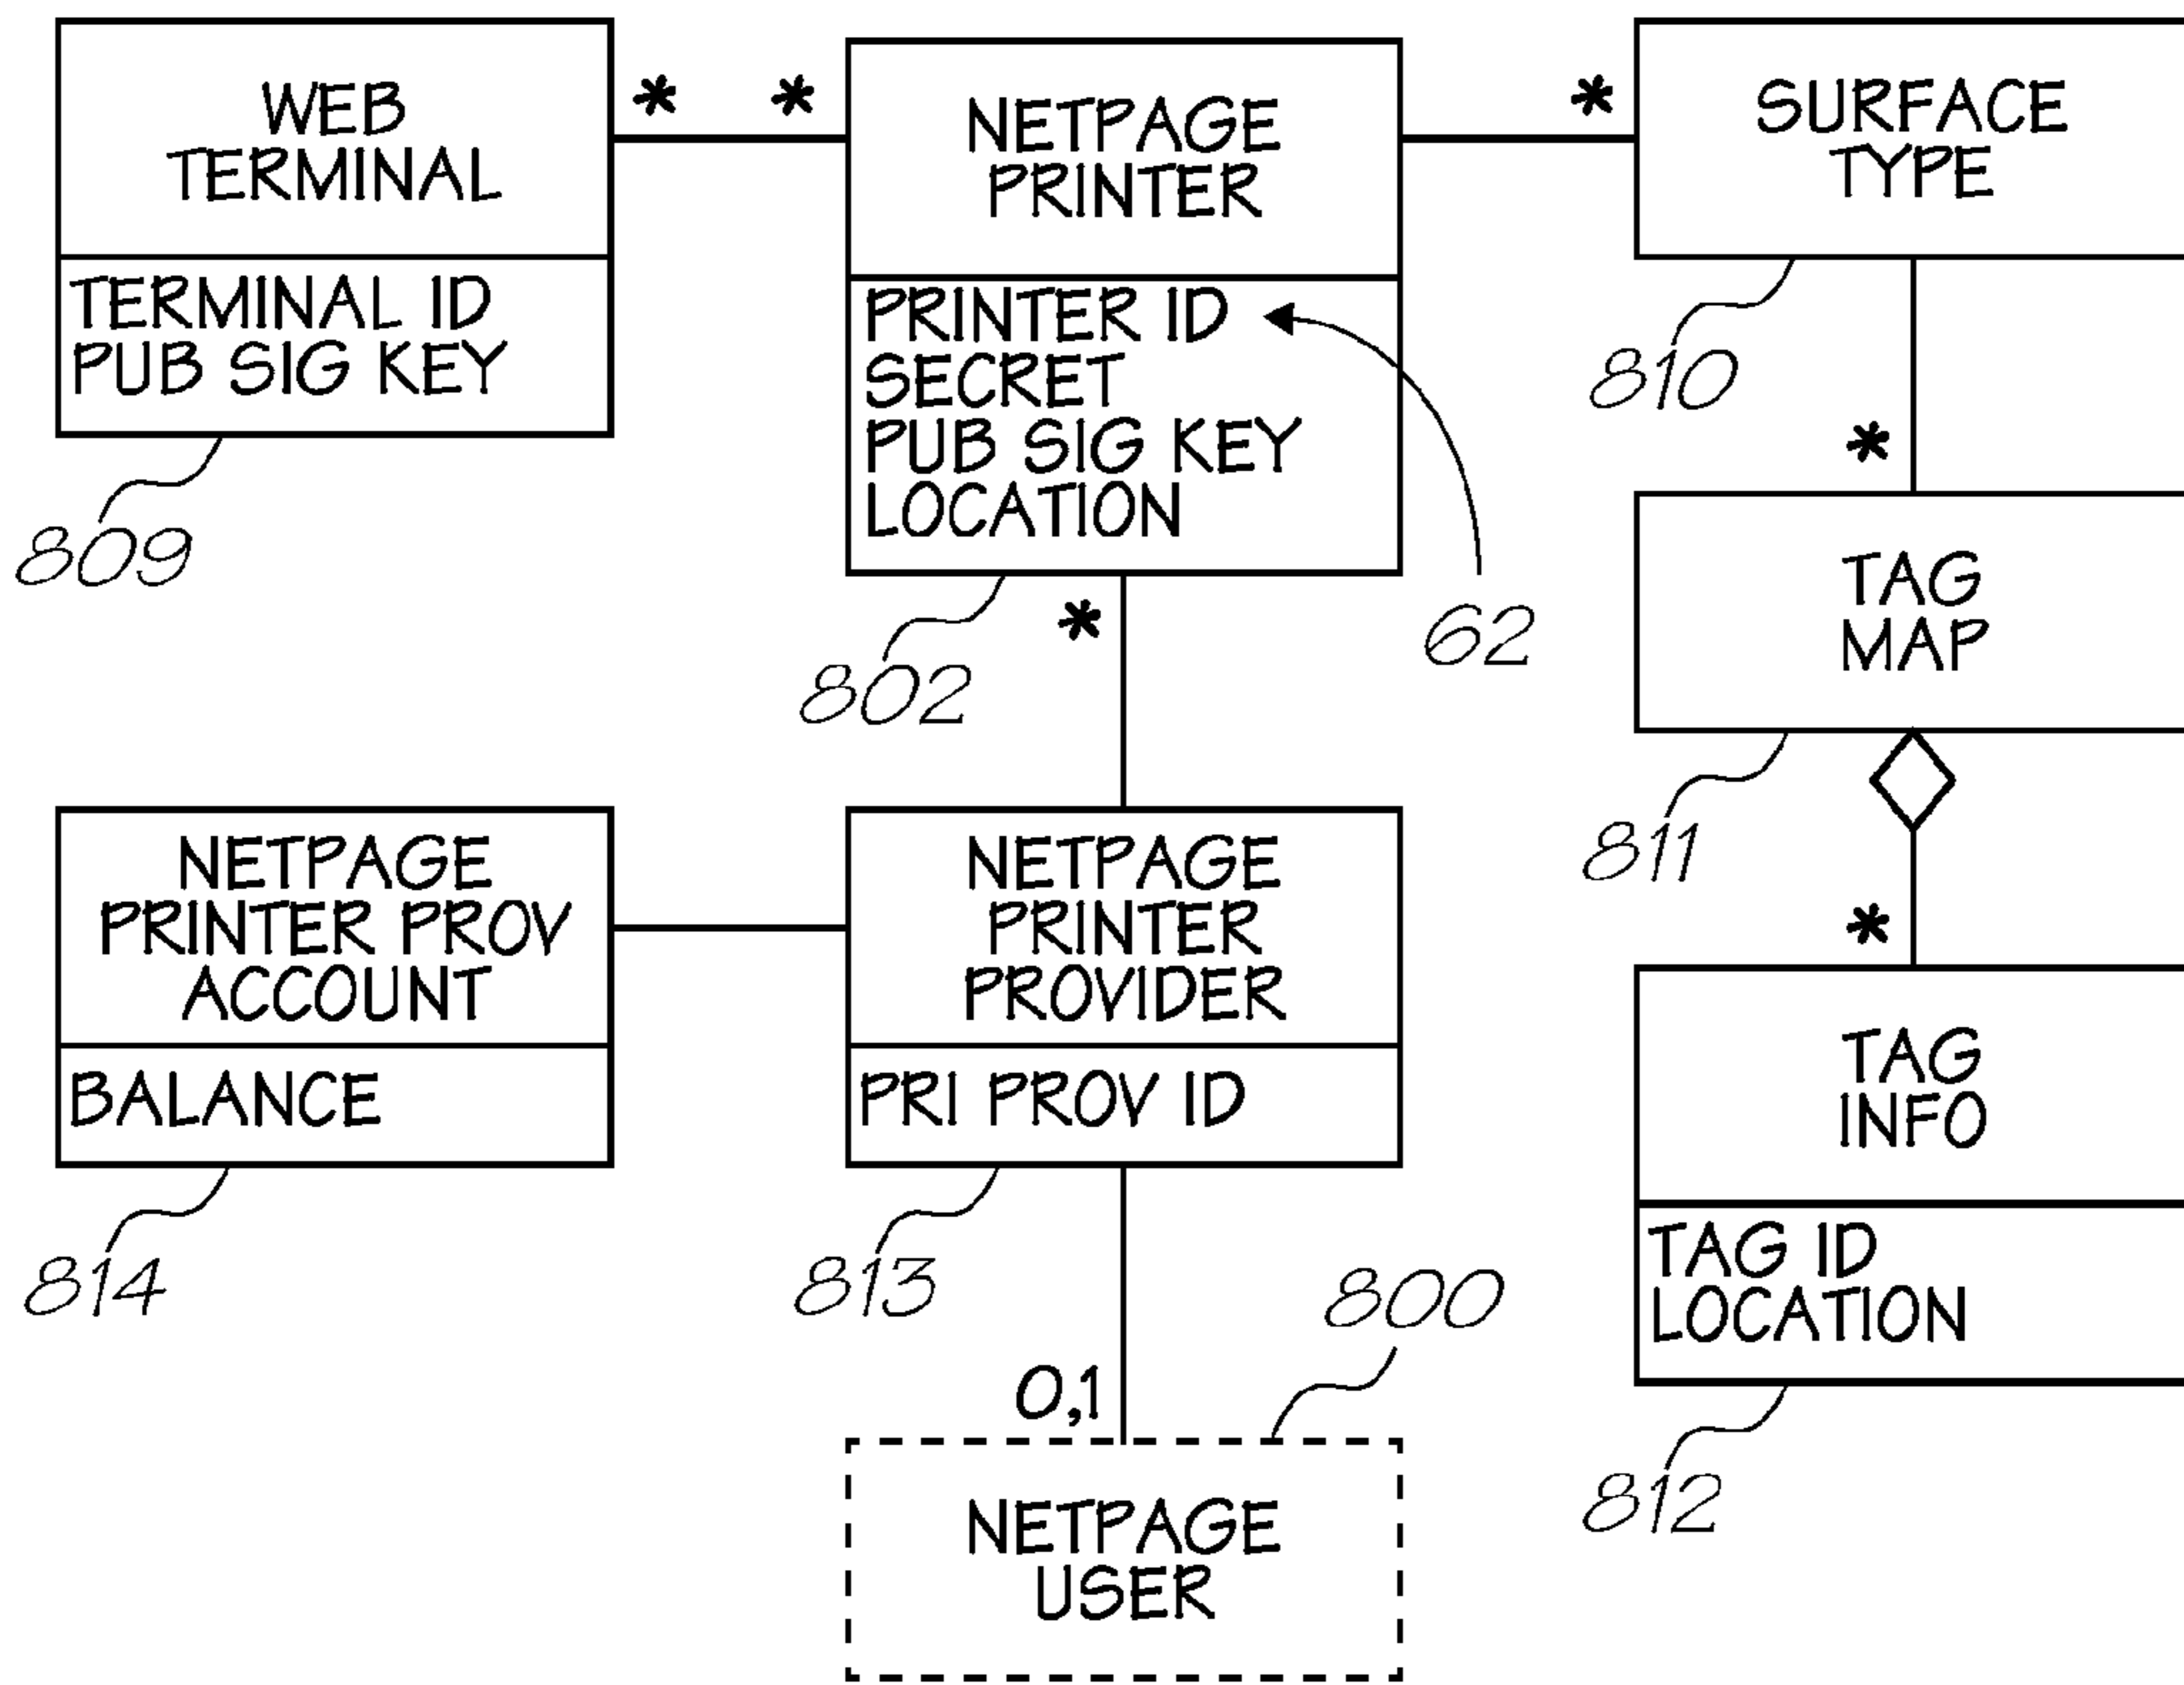 WEB
TERMINAL
TERMINAL ID
PUB SIG KEY
809
* *
NETPAGE
PRINTER
PRINTER ID
SECRET
PUB SIG KEY
LOCATION
62
802
*
*
SURFACE
TYPE
810
*
TAG
MAP
811
*
TAG
INFO
TAG ID
LOCATION
812
NETPAGE
PRINTER PROV
ACCOUNT
BALANCE
814
NETPAGE
PRINTER
PROVIDER
PRI PROV ID
813
800
0,1
NETPAGE
USER